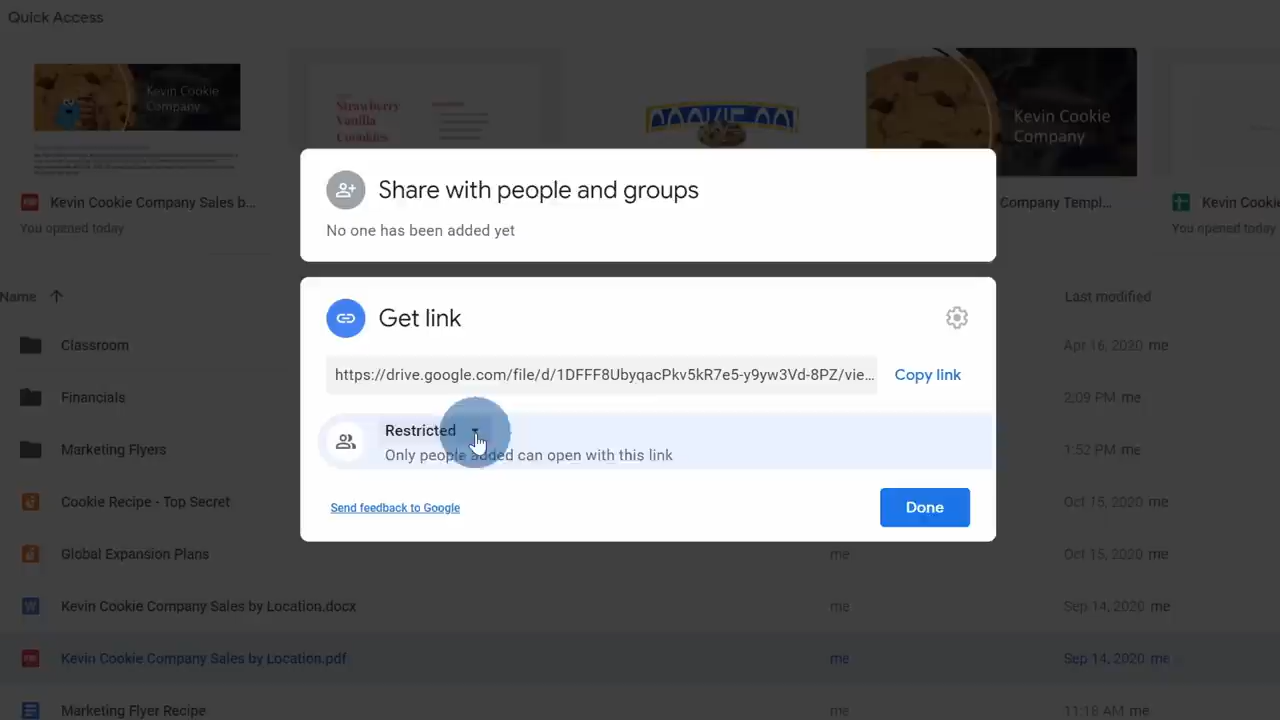 Quick Access
Kevin Cookie
Company
Strawberry
Vanilla
Coookies
COOKIE CO
Kevin Cookie
Company
Kevin Cookie Company Sales b...
Company Templ...
Kevin Cooki
You opened today
You opened today
Share with people and groups
No one has been added yet
Name
Last modified
Get link
https://drive.google.com/file/d/1DFFF8UbyqacPkv5kR7e5-y9yw3Vd-8PZ/vie...
Copy link
Restricted
Only people added can open with this link
Send feedback to Google
Done
Classroom
Apr 16, 2020 me
Financials
2:09 PM me
Marketing Flyers
1:52 PM me
Cookie Recipe - Top Secret
Oct 15, 2020 me
Global Expansion Plans
me
Oct 15, 2020 me
Kevin Cookie Company Sales by Location.docx
me
Sep 14, 2020 me
Kevin Cookie Company Sales by Location.pdf
me
Sep 14, 2020 me
Marketing Flyer Recipe
me
11:18 AM me